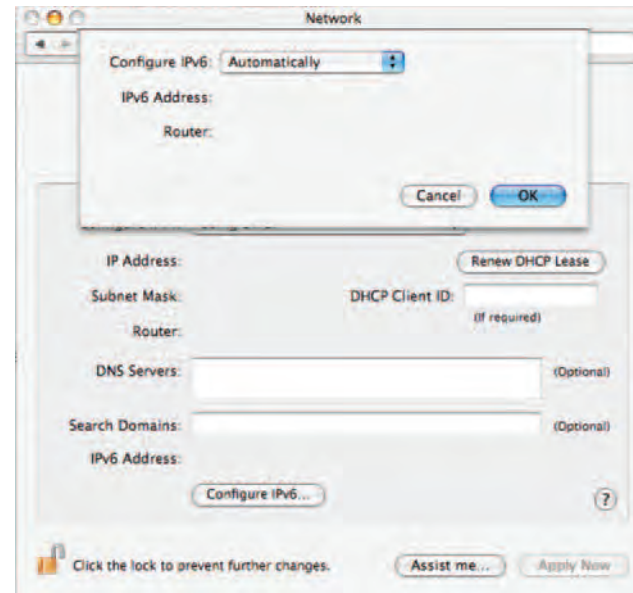 Network
Configure IPv6: Automatically
IPv6 Address:
Router:
Cancel OK
IP Address: Renew DHCP Lease
Subnet Mask: DHCP Client ID:
(If required)
Router:
DNS Servers: (Optional)
Search Domains: (Optional)
IPv6 Address:
Configure IPv6...
?
Click the lock to prevent further changes. Assist me... Apply Now